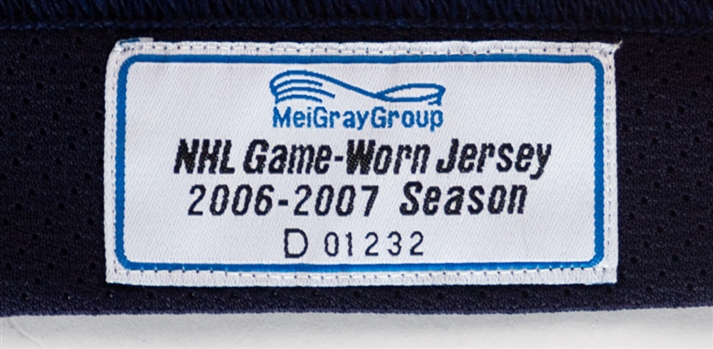 MeiGrayGroup
NHL Game-Worn Jersey
2006-2007 Season
D 01232